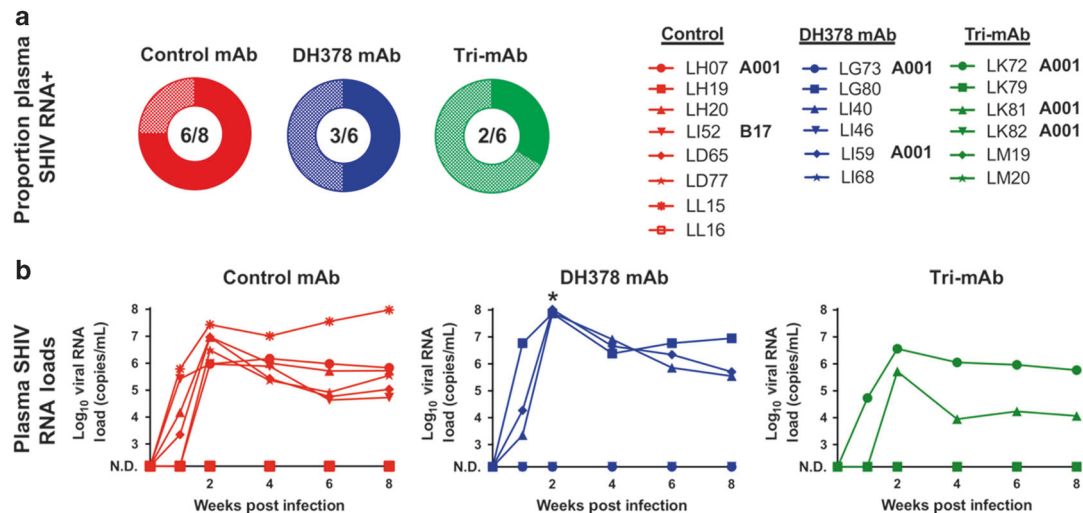 a
Proportion plasma
SHIV RNA+
Control mAb
DH378 mAb
Tri-mAb
6/8
3/6
2/6
Control
LH07 A001
LH19
LH20
LI52 B17
LD65
LD77
LL15
LL16
DH378 mAb
LG73 A001
LG80
LI40
LI46
LI59 A001
LI68
Tri-mAb
LK72 A001
LK79
LK81 A001
LK82 A001
LM19
LM20
b
Plasma SHIV
RNA loads
Control mAb
Log10 viral RNA
load (copies/mL)
8
7
6
5
4
3
N.D.
2 4 6 8
Weeks post infection
DH378 mAb
*
Log10 viral RNA
load (copies/mL)
8
7
6
5
4
3
N.D.
2 4 6 8
Weeks post infection
Tri-mAb
Log10 viral RNA
load (copies/mL)
8
7
6
5
4
3
N.D.
2 4 6 8
Weeks post infection